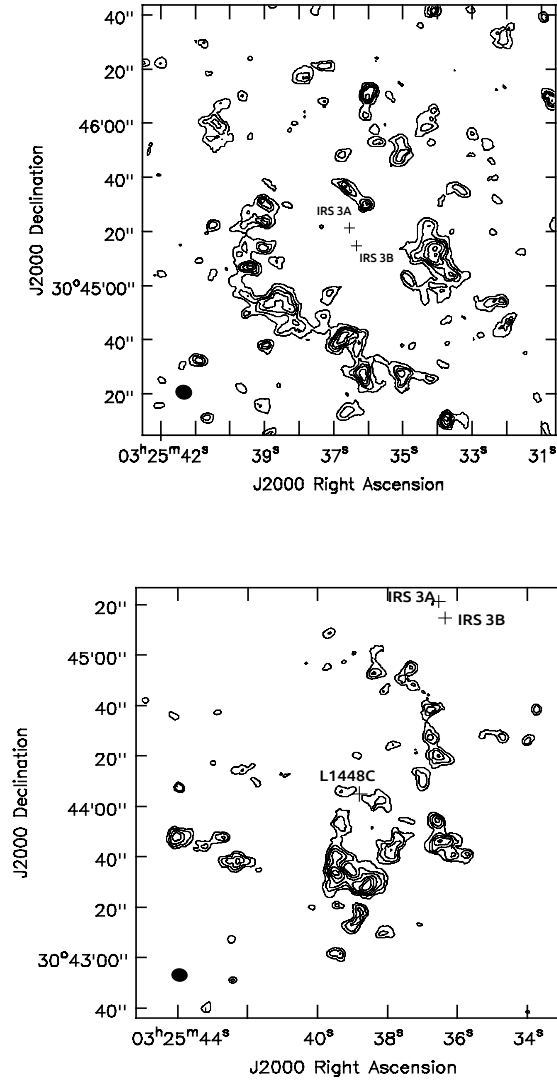 40''
20''
46'00''
40''
IRS 3A
20''
IRS 3B
30°45'00''
40''
20''
J2000 Declination
03ʰ25ᵐ42ˢ 39ˢ 37ˢ 35ˢ 33ˢ 31ˢ
J2000 Right Ascension
IRS 3A
20''
IRS 3B
45'00''
40''
20''
L1448C
44'00''
40''
20''
30°43'00''
40''
J2000 Declination
03ʰ25ᵐ44ˢ 40ˢ 38ˢ 36ˢ 34ˢ
J2000 Right Ascension